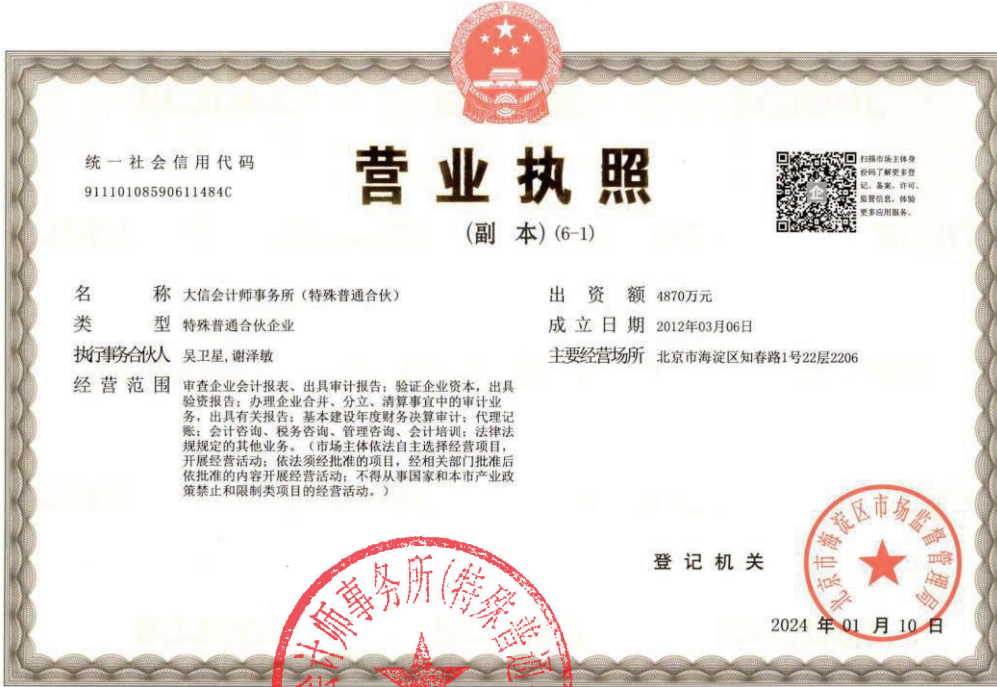 统一社会信用代码
91110108590611484C
营业执照
(副 本)(6-1)
扫描市场主体身
份码了解更多登
记、备案、许可、
监管信息,体验
更多应用服务。
企
名 称 大信会计师事务所(特殊普通合伙)
类 型 特殊普通合伙企业
执行事务合伙人 吴卫星,谢泽敏
经营范围 审查企业会计报表、出具审计报告;验证企业资本,出具
验资报告;办理企业合并、分立、清算事宜中的审计业
务,出具有关报告;基本建设年度财务决算审计;代理记
账;会计咨询、税务咨询、管理咨询、会计培训;法律法
规规定的其他业务。(市场主体依法自主选择经营项目,
开展经营活动;依法须经批准的项目,经相关部门批准后
依批准的内容开展经营活动;不得从事国家和本市产业政
策禁止和限制类项目的经营活动。)
出资额 4870万元
成立日期 2012年03月06日
主要经营场所 北京市海淀区知春路1号22层2206
登记机关
北京市海淀区市场监督管理局
2024 年 01 月 10 日
计师事务所(特殊普通